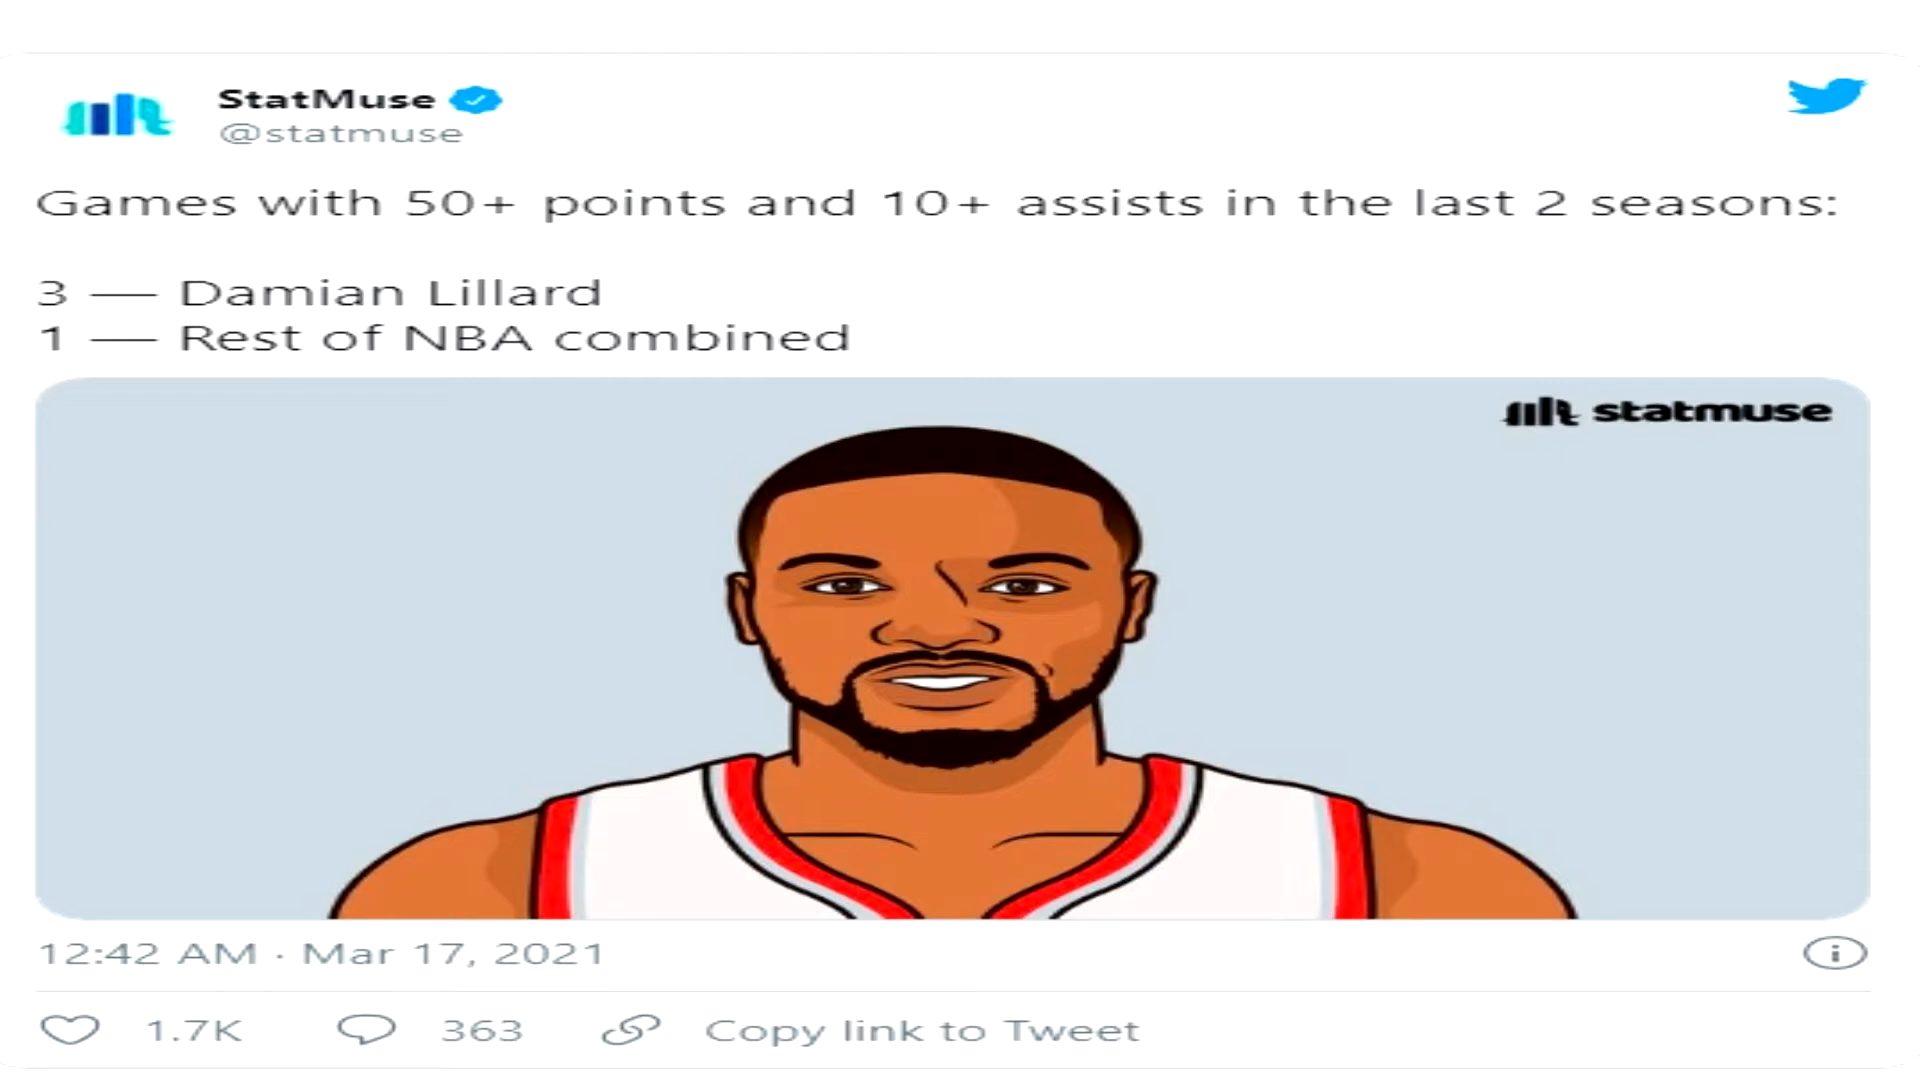 StatMuse
@statmuse
Games with 50+ points and 10+ assists in the last 2 seasons:
3 — Damian Lillard
1 — Rest of NBA combined
statmuse
12:42 AM · Mar 17, 2021
1.7K 363 Copy link to Tweet